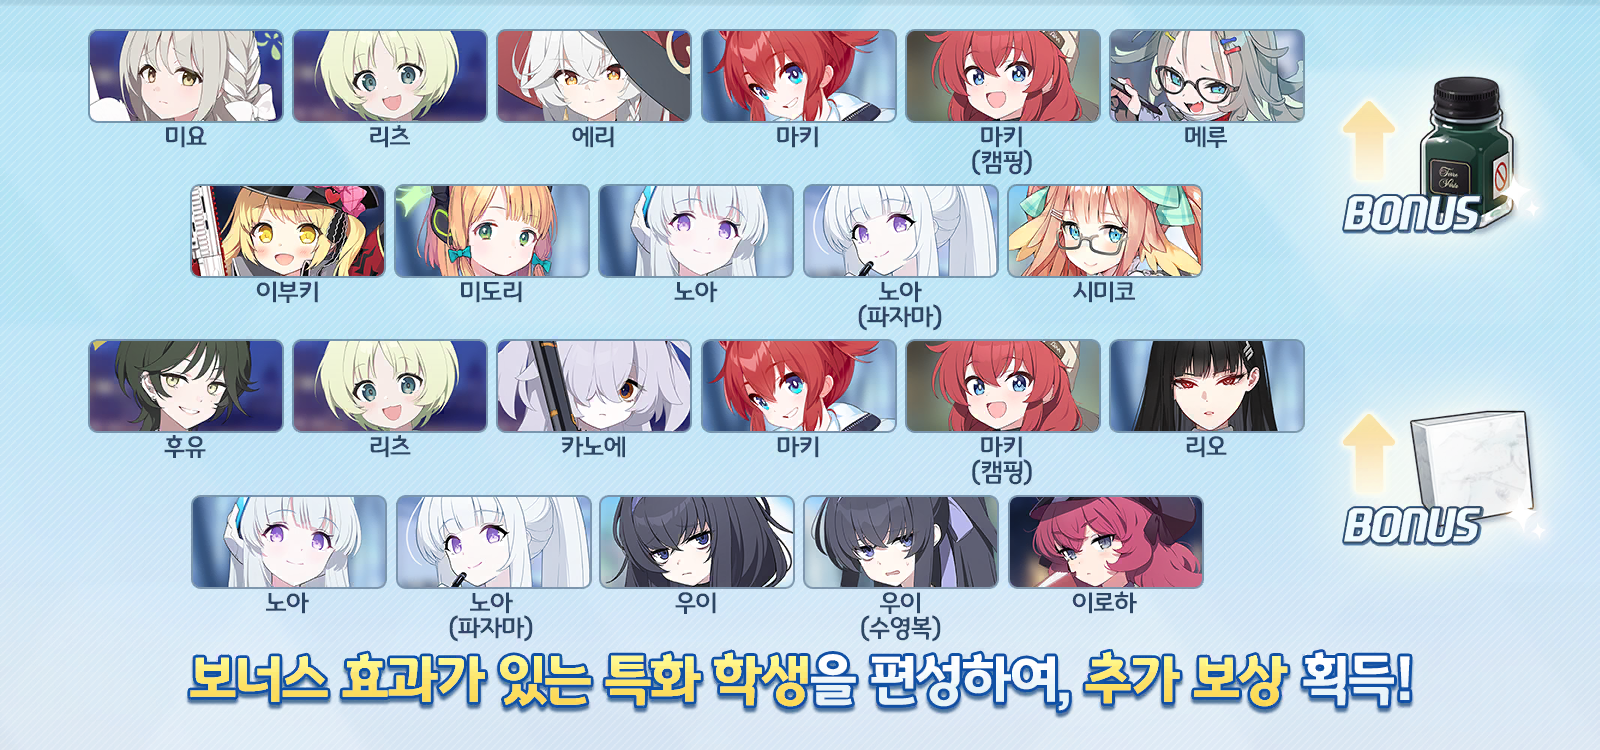 미요 리츠 에리 마키 마키 메루
(캠핑)
BONUS
이부키 미도리 노아 노아 시미코
(파자마)
후유 리츠 카노에 마키 마키 리오
(캠핑)
BONUS
노아 노아 우이 우이 이로하
(파자마) (수영복)
보너스 효과가 있는 특화 학생을 편성하여, 추가 보상 획득!